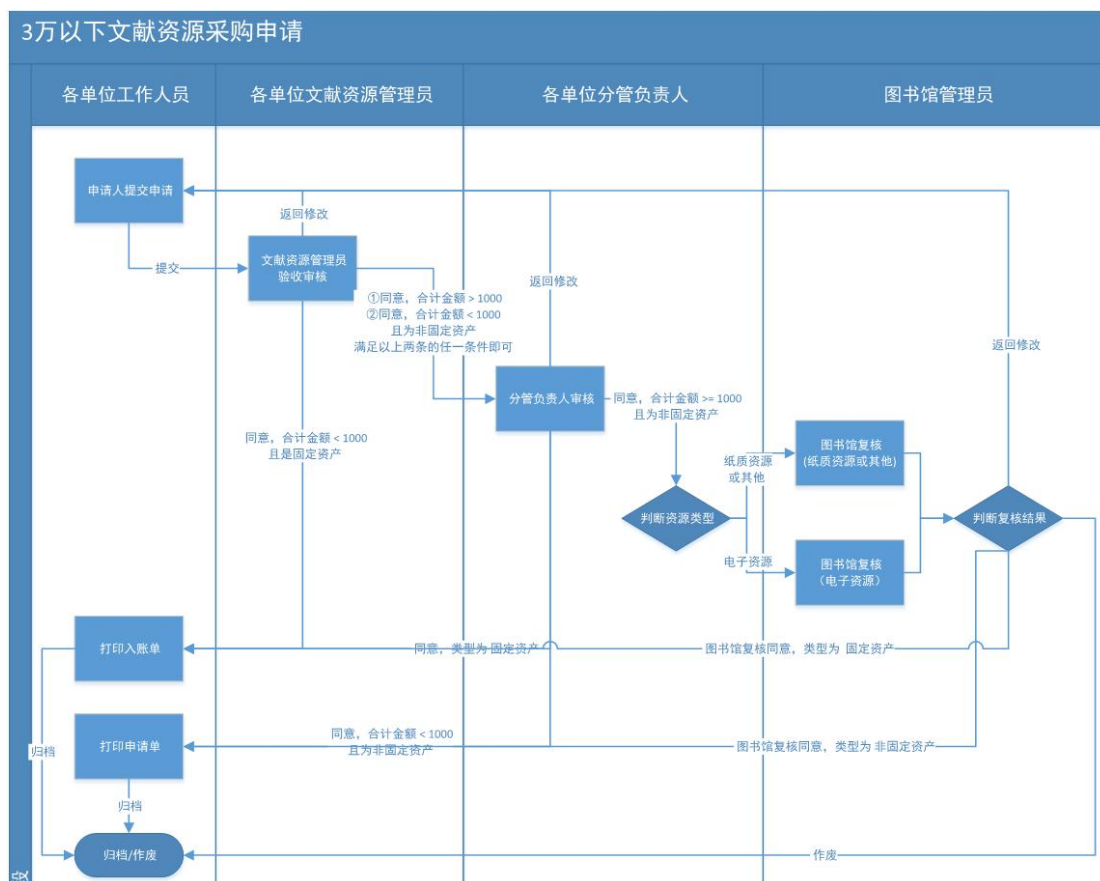 3万以下文献资源采购申请
各单位工作人员
各单位文献资源管理员
各单位分管负责人
图书馆管理员
申请人提交申请
返回修改
提交
文献资源管理员
验收审核
①同意，合计金额 > 1000
②同意，合计金额 < 1000
且为非固定资产
满足以上两条的任一条件即可
返回修改
返回修改
分管负责人审核
同意，合计金额 >= 1000
且为非固定资产
同意，合计金额 < 1000
且是固定资产
纸质资源
或其他
图书馆复核
(纸质资源或其他)
判断资源类型
判断复核结果
电子资源
图书馆复核
（电子资源）
打印入账单
同意，类型为 固定资产
图书馆复核同意，类型为 固定资产
打印申请单
同意，合计金额 < 1000
且为非固定资产
图书馆复核同意，类型为 非固定资产
归档
归档
归档/作废
作废